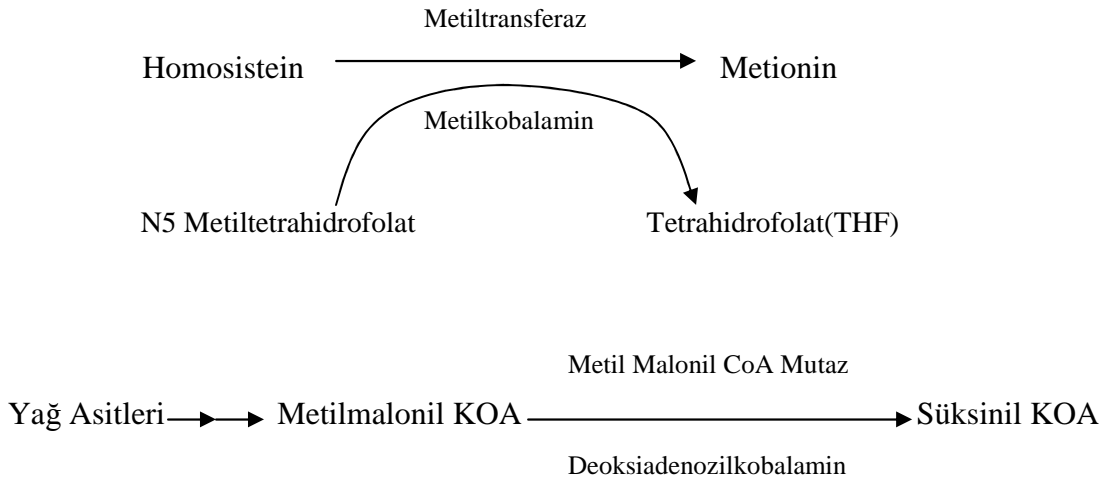 Metiltransferaz
Homosistein Metionin
Metilkobalamin
N5 Metiltetrahidrofolat Tetrahidrofolat(THF)
Metil Malonil CoA Mutaz
Yağ Asitleri Metilmalonil KOA Süksinil KOA
Deoksiadenozilkobalamin